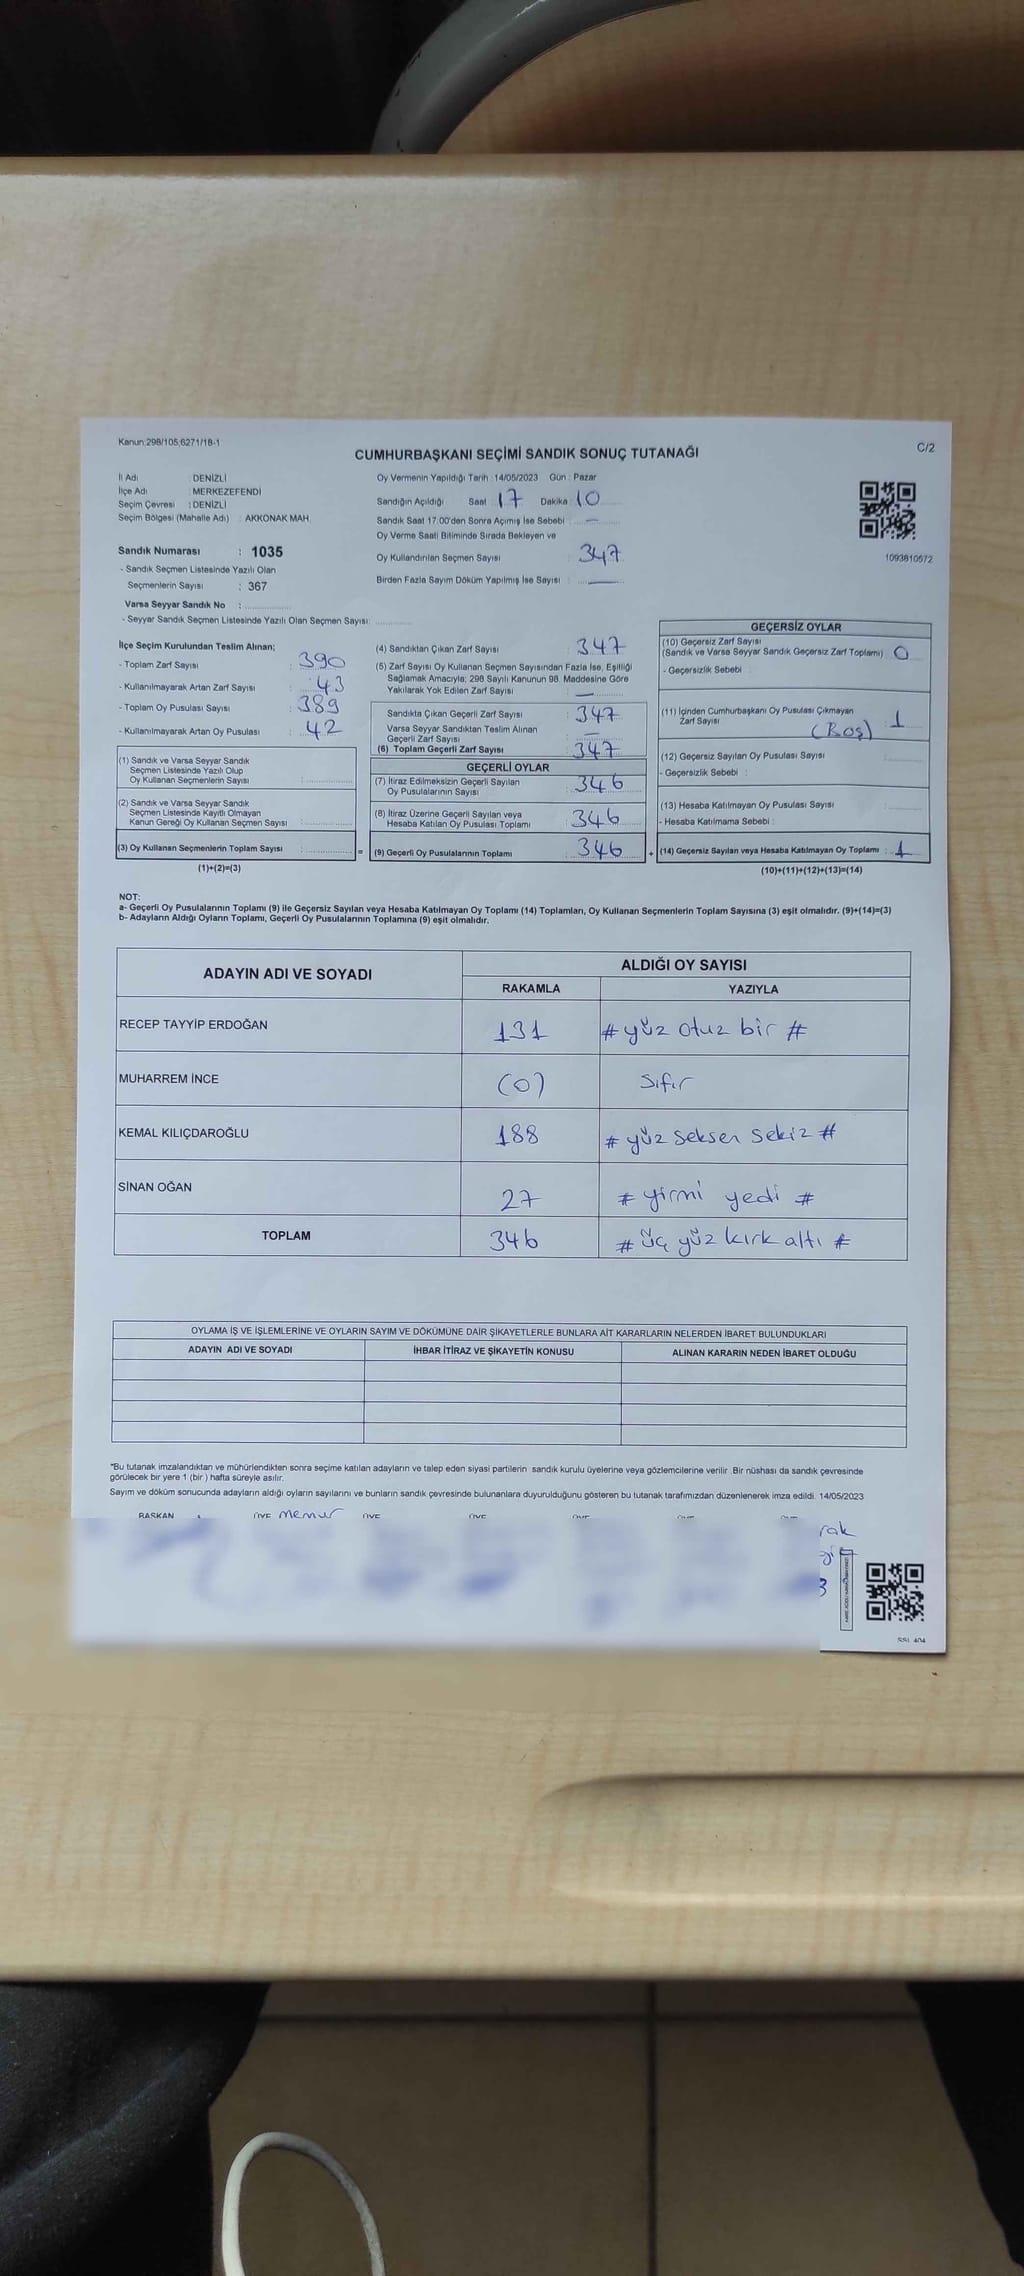 Kanun:298/105,6271/18-1
C/2
CUMHURBAŞKANI SEÇİMİ SANDIK SONUÇ TUTANAĞI
İl Adı : DENİZLİ
İlçe Adı : MERKEZEFENDİ
Seçim Çevresi : DENİZLİ
Seçim Bölgesi (Mahalle Adı) : AKKONAK MAH.
Sandık Numarası : 1035
- Sandık Seçmen Listesinde Yazılı Olan
Seçmenlerin Sayısı : 367
Varsa Seyyar Sandık No :
- Seyyar Sandık Seçmen Listesinde Yazılı Olan Seçmen Sayısı:
Oy Vermenin Yapıldığı Tarih : 14/05/2023 Gün : Pazar
Sandığın Açıldığı Saat 17 Dakika 10
Sandık Saat 17.00'den Sonra Açımış İse Sebebi : —
Oy Verme Saati Bitiminde Sırada Bekleyen ve
Oy Kullandırılan Seçmen Sayısı : 347
Birden Fazla Sayım Döküm Yapılmış İse Sayısı : —
1093810672
İlçe Seçim Kurulundan Teslim Alınan;
- Toplam Zarf Sayısı : 390
- Kullanılmayarak Artan Zarf Sayısı : 43
- Toplam Oy Pusulası Sayısı : 389
- Kullanılmayarak Artan Oy Pusulası : 42
(1) Sandık ve Varsa Seyyar Sandık
Seçmen Listesinde Yazılı Olup
Oy Kullanan Seçmenlerin Sayısı :
(2) Sandık ve Varsa Seyyar Sandık
Seçmen Listesinde Kayıtlı Olmayan
Kanun Gereği Oy Kullanan Seçmen Sayısı :
(3) Oy Kullanan Seçmenlerin Toplam Sayısı :
(1)+(2)=(3)
(4) Sandıktan Çıkan Zarf Sayısı : 347
(5) Zarf Sayısı Oy Kullanan Seçmen Sayısından Fazla İse, Eşitliği
Sağlamak Amacıyla; 298 Sayılı Kanunun 98. Maddesine Göre
Yakılarak Yok Edilen Zarf Sayısı : —
Sandıkta Çıkan Geçerli Zarf Sayısı : 347
Varsa Seyyar Sandıktan Teslim Alınan
Geçerli Zarf Sayısı : —
(6) Toplam Geçerli Zarf Sayısı : 347
GEÇERLİ OYLAR
(7) İtiraz Edilmeksizin Geçerli Sayılan
Oy Pusulalarının Sayısı : 346
(8) İtiraz Üzerine Geçerli Sayılan veya
Hesaba Katılan Oy Pusulası Toplamı : 346
= (9) Geçerli Oy Pusulalarının Toplamı : 346
GEÇERSİZ OYLAR
(10) Geçersiz Zarf Sayısı
(Sandık ve Varsa Seyyar Sandık Geçersiz Zarf Toplamı) : 0
- Geçersizlik Sebebi :
(11) İçinden Cumhurbaşkanı Oy Pusulası Çıkmayan
Zarf Sayısı : 1
(Boş)
(12) Geçersiz Sayılan Oy Pusulası Sayısı :
- Geçersizlik Sebebi :
(13) Hesaba Katılmayan Oy Pusulası Sayısı :
- Hesaba Katılmama Sebebi :
+ (14) Geçersiz Sayılan veya Hesaba Katılmayan Oy Toplamı : 1
(10)+(11)+(12)+(13)=(14)
NOT:
a- Geçerli Oy Pusulalarının Toplamı (9) ile Geçersiz Sayılan veya Hesaba Katılmayan Oy Toplamı (14) Toplamları, Oy Kullanan Seçmenlerin Toplam Sayısına (3) eşit olmalıdır. (9)+(14)=(3)
b- Adayların Aldığı Oyların Toplamı, Geçerli Oy Pusulalarının Toplamına (9) eşit olmalıdır.
ADAYIN ADI VE SOYADI
ALDIĞI OY SAYISI
RAKAMLA YAZIYLA
RECEP TAYYİP ERDOĞAN 131 # yüz otuz bir #
MUHARREM İNCE (0) sıfır
KEMAL KILIÇDAROĞLU 188 # yüz seksen sekiz #
SİNAN OĞAN 27 # yirmi yedi #
TOPLAM 346 # üç yüz kırk altı #
OYLAMA İŞ VE İŞLEMLERİNE VE OYLARIN SAYIM VE DÖKÜMÜNE DAİR ŞİKAYETLERLE BUNLARA AİT KARARLARIN NELERDEN İBARET BULUNDUKLARI
ADAYIN ADI VE SOYADI İHBAR İTİRAZ VE ŞİKAYETİN KONUSU ALINAN KARARIN NEDEN İBARET OLDUĞU
*Bu tutanak imzalandıktan ve mühürlendikten sonra seçime katılan adayların ve talep eden siyasi partilerin sandık kurulu üyelerine veya gözlemcilerine verilir .Bir nüshası da sandık çevresinde
görülecek bir yere 1 (bir ) hafta süreyle asılır.
Sayım ve döküm sonucunda adayların aldığı oyların sayılarını ve bunların sandık çevresinde bulunanlara duyurulduğunu gösteren bu tutanak tarafımızdan düzenlenerek imza edildi. 14/05/2023
BAŞKAN ÜYE memur ÜYE ÜYE ÜYE ÜYE